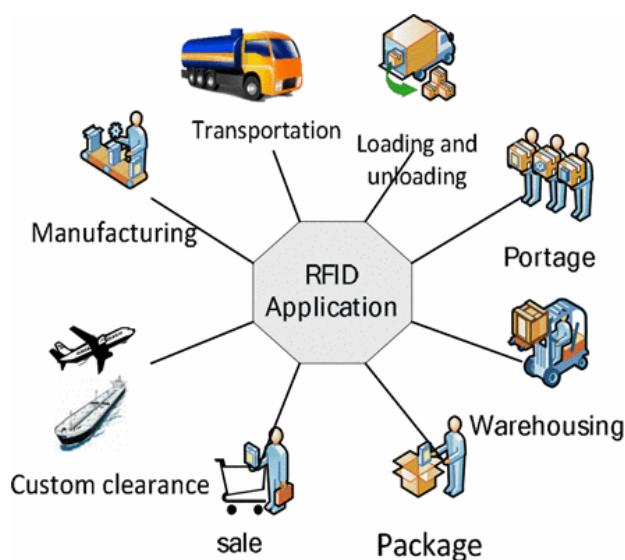 Transportation
Loading and
unloading
Manufacturing
Portage
RFID
Application
Warehousing
Custom clearance
sale
Package